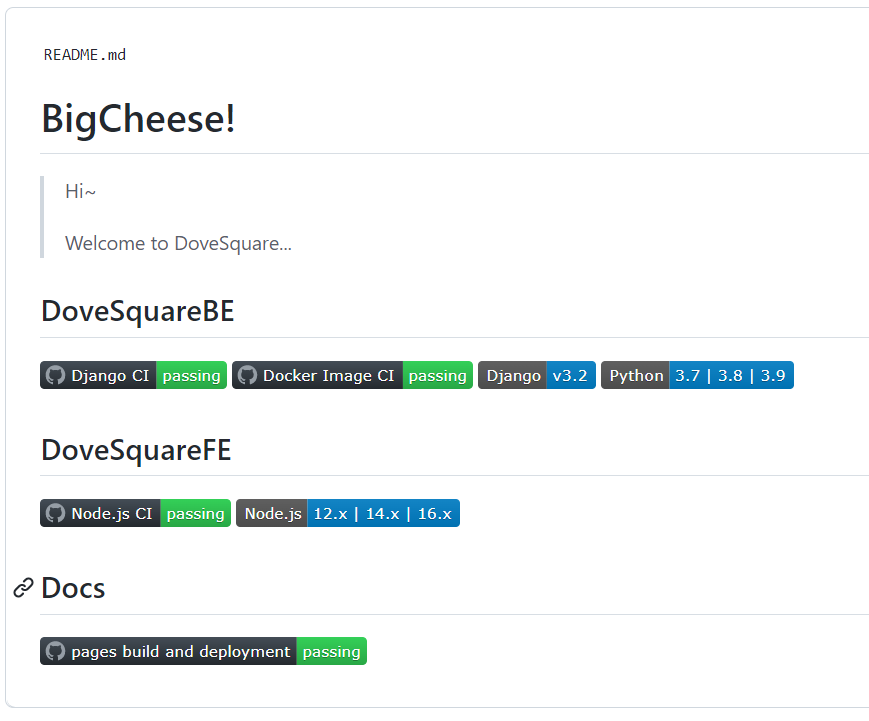 README.md
BigCheese!
Hi~
Welcome to DoveSquare...
DoveSquareBE
Django CI passing Docker Image CI passing Django v3.2 Python 3.7 | 3.8 | 3.9
DoveSquareFE
Node.js CI passing Node.js 12.x | 14.x | 16.x
Docs
pages build and deployment passing